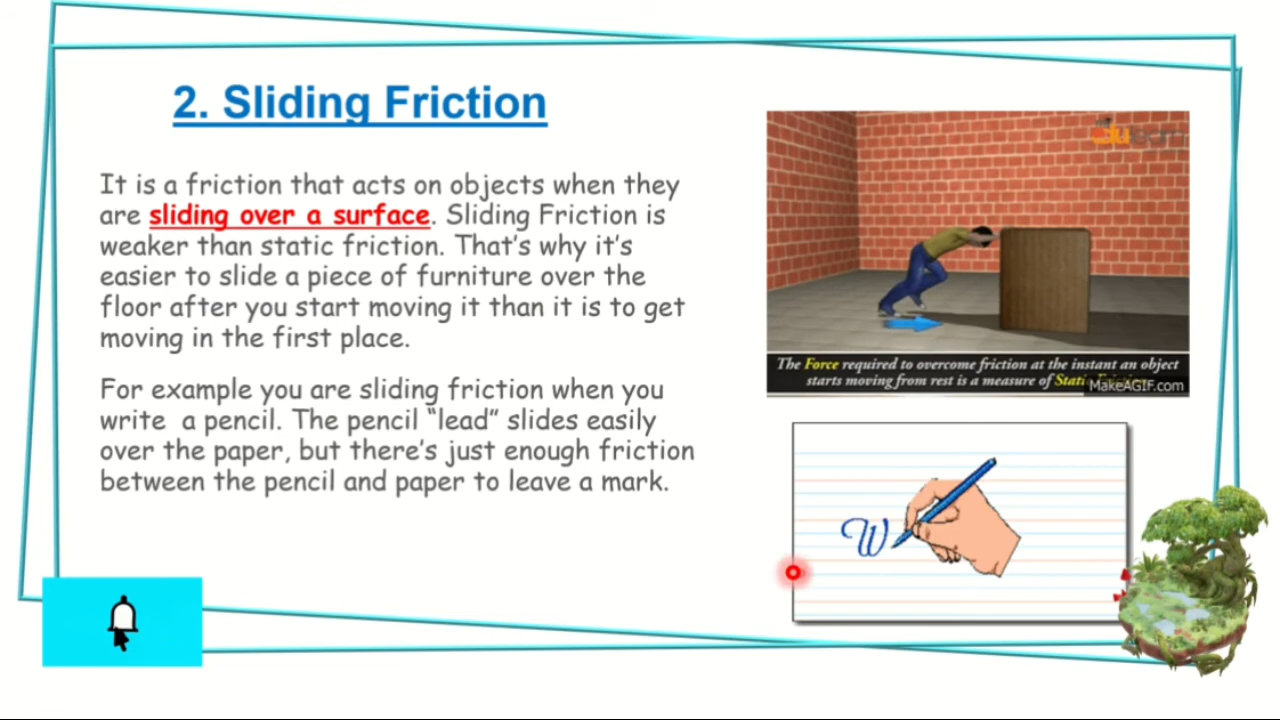 2. Sliding Friction
It is a friction that acts on objects when they
are sliding over a surface. Sliding Friction is
weaker than static friction. That's why it's
easier to slide a piece of furniture over the
floor after you start moving it than it is to get
moving in the first place.
For example you are sliding friction when you
write a pencil. The pencil “lead” slides easily
over the paper, but there's just enough friction
between the pencil and paper to leave a mark.
The Force required to overcome friction at the instant an object
starts moving from rest is a measure of
MakeAGIF.com
W